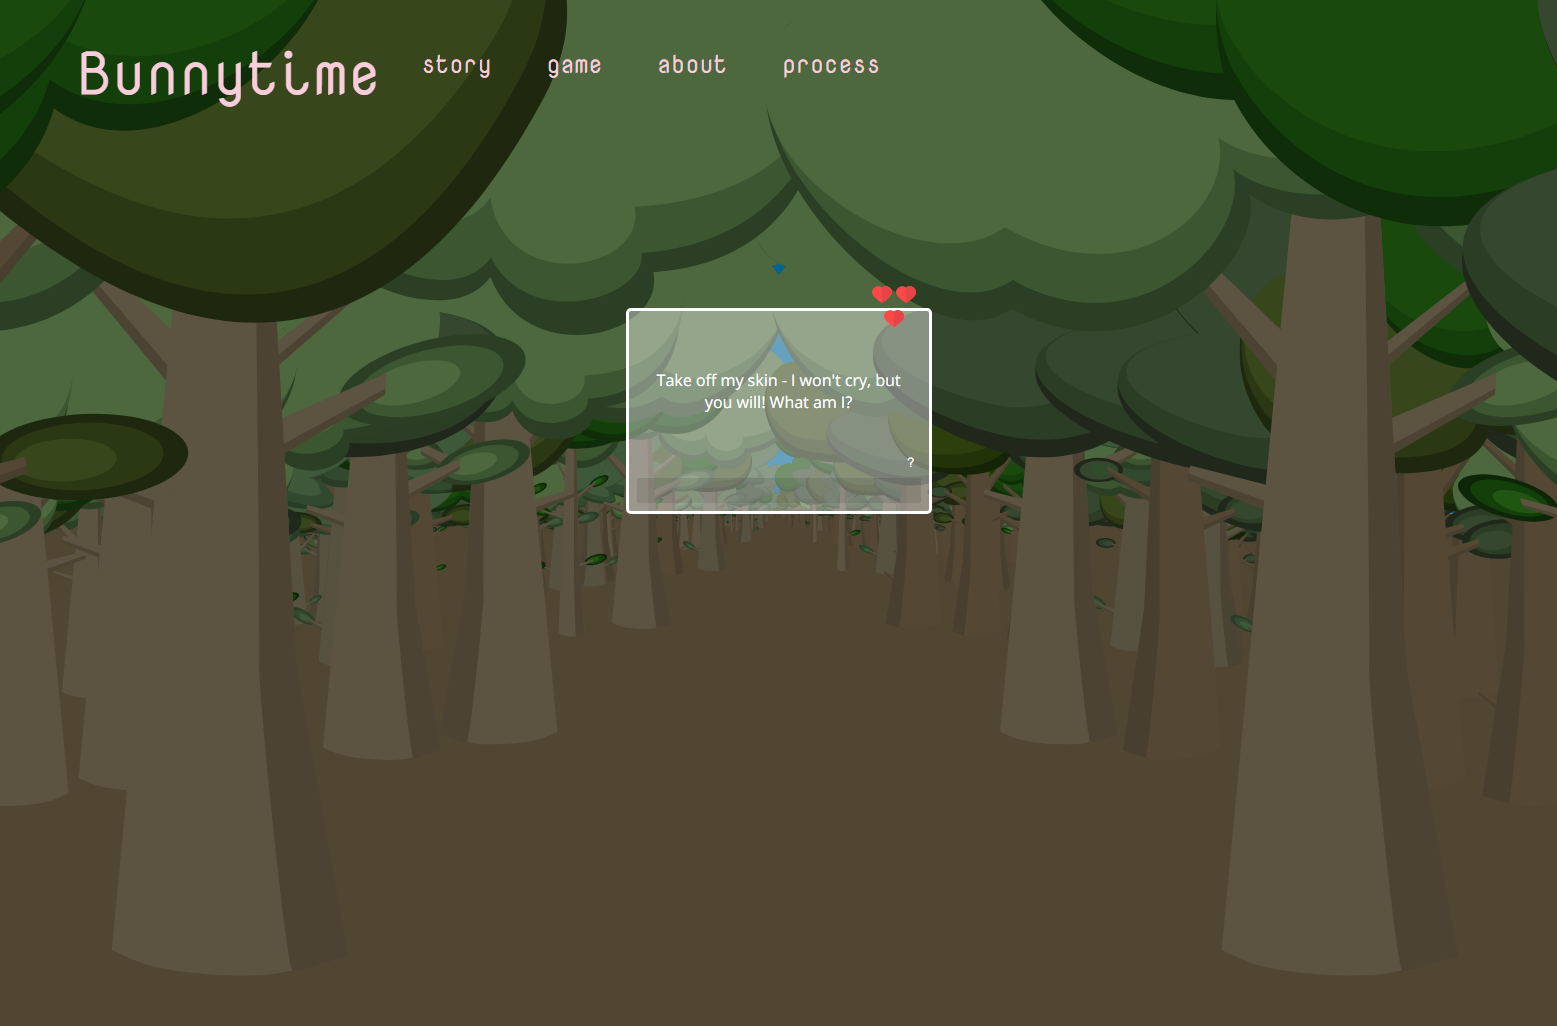 Bunnytime story game about process
Take off my skin - I won't cry, but
you will! What am I?
?